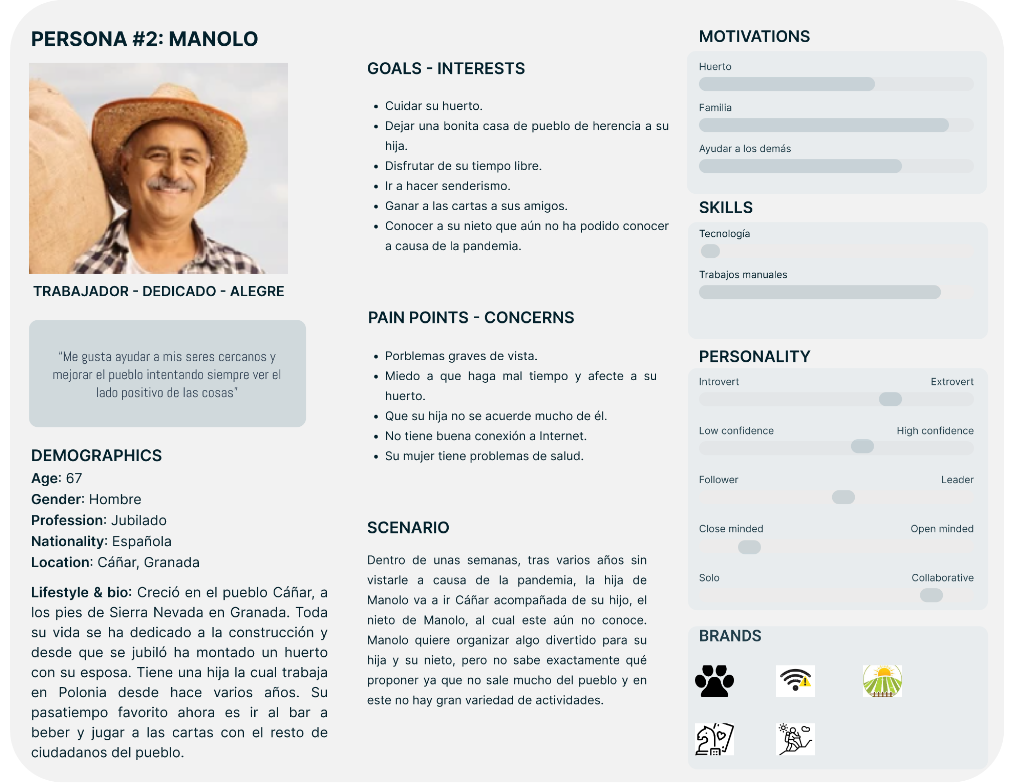 PERSONA #2: MANOLO
TRABAJADOR - DEDICADO - ALEGRE
“Me gusta ayudar a mis seres cercanos y
mejorar el pueblo intentando siempre ver el
lado positivo de las cosas”
DEMOGRAPHICS
Age: 67
Gender: Hombre
Profession: Jubilado
Nationality: Española
Location: Cáñar, Granada
Lifestyle & bio: Creció en el pueblo Cáñar, a
los pies de Sierra Nevada en Granada. Toda
su vida se ha dedicado a la construcción y
desde que se jubiló ha montado un huerto
con su esposa. Tiene una hija la cual trabaja
en Polonia desde hace varios años. Su
pasatiempo favorito ahora es ir al bar a
beber y jugar a las cartas con el resto de
ciudadanos del pueblo.
GOALS - INTERESTS
• Cuidar su huerto.
• Dejar una bonita casa de pueblo de herencia a su
hija.
• Disfrutar de su tiempo libre.
• Ir a hacer senderismo.
• Ganar a las cartas a sus amigos.
• Conocer a su nieto que aún no ha podido conocer
a causa de la pandemia.
PAIN POINTS - CONCERNS
• Porblemas graves de vista.
• Miedo a que haga mal tiempo y afecte a su
huerto.
• Que su hija no se acuerde mucho de él.
• No tiene buena conexión a Internet.
• Su mujer tiene problemas de salud.
SCENARIO
Dentro de unas semanas, tras varios años sin
vistarle a causa de la pandemia, la hija de
Manolo va a ir Cáñar acompañada de su hijo, el
nieto de Manolo, al cual este aún no conoce.
Manolo quiere organizar algo divertido para su
hija y su nieto, pero no sabe exactamente qué
proponer ya que no sale mucho del pueblo y en
este no hay gran variedad de actividades.
MOTIVATIONS
Huerto
Familia
Ayudar a los demás
SKILLS
Tecnología
Trabajos manuales
PERSONALITY
Introvert Extrovert
Low confidence High confidence
Follower Leader
Close minded Open minded
Solo Collaborative
BRANDS